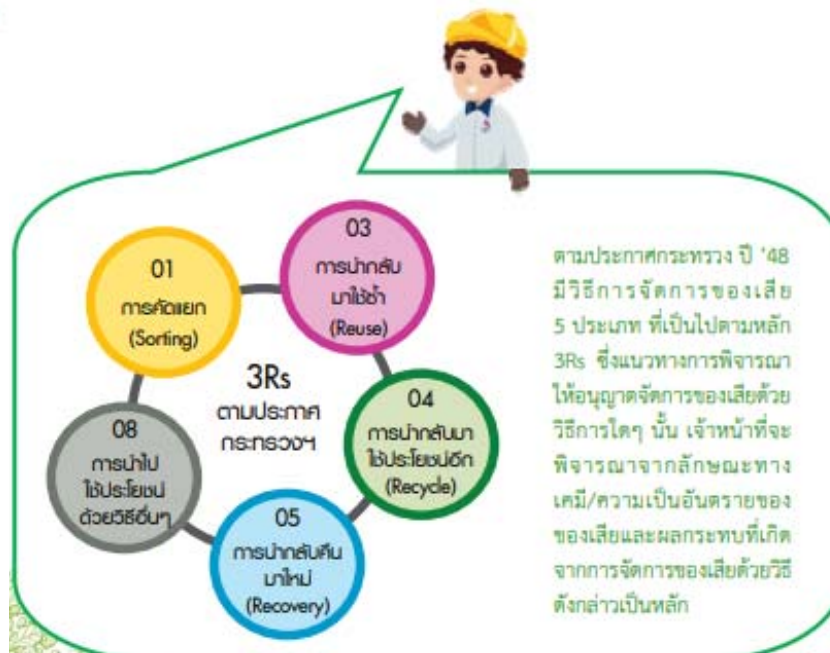 01
การคัดแยก
(Sorting)
03
การนำกลับ
มาใช้ซ้ำ
(Reuse)
04
การนำกลับมา
ใช้ประโยชน์อีก
(Recycle)
05
การนำกลับคืน
มาใหม่
(Recovery)
08
การนำไป
ใช้ประโยชน์
ด้วยวิธีอื่นๆ
3Rs
ตามประกาศ
กระทรวงฯ
ตามประกาศกระทรวง ปี '48
มีวิธีการจัดการของเสีย
5 ประเภท ที่เป็นไปตามหลัก
3Rs ซึ่งแนวทางการพิจารณา
ให้อนุญาตจัดการของเสียด้วย
วิธีการใดๆ นั้น เจ้าหน้าที่จะ
พิจารณาจากลักษณะทาง
เคมี/ความเป็นอันตรายของ
ของเสียและผลกระทบที่เกิด
จากการจัดการของเสียด้วยวิธี
ดังกล่าวเป็นหลัก